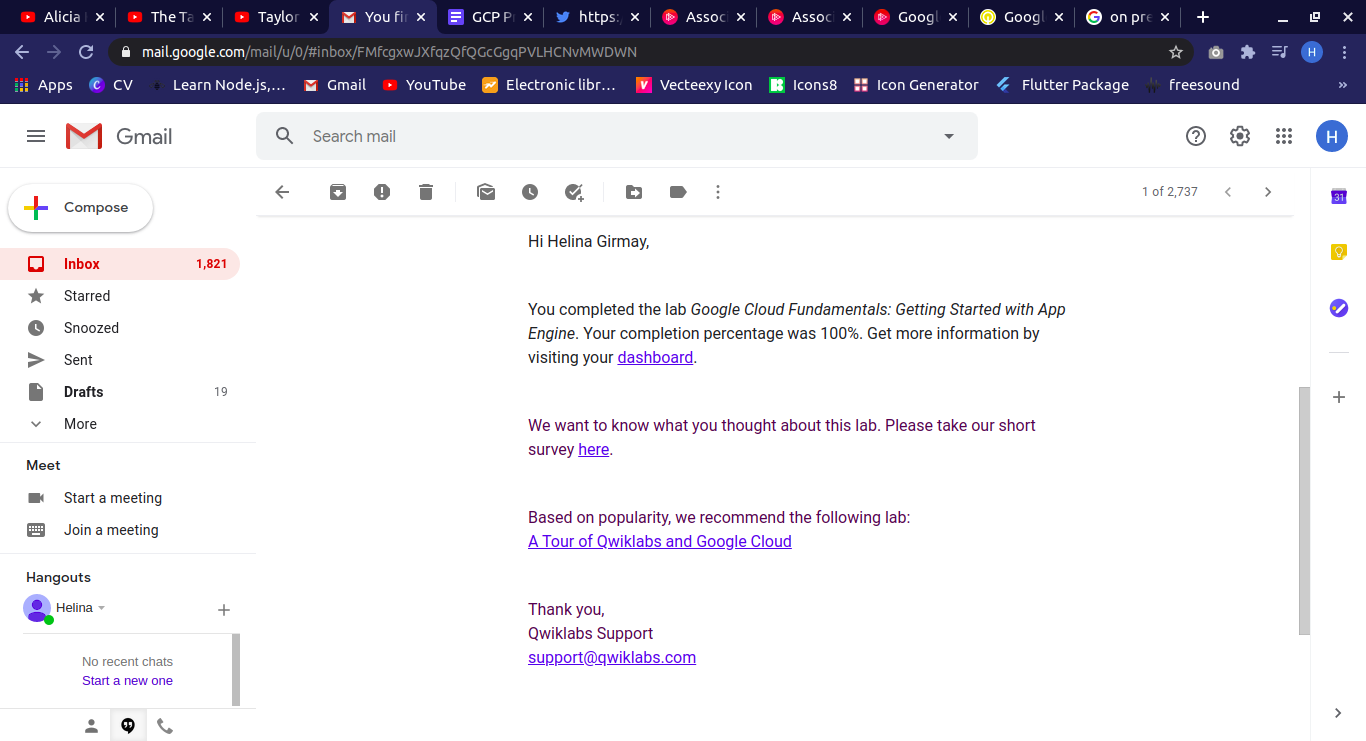 Alicia
The Ta
Taylor
You fi
GCP P
https:
Assoc
Assoc
Googl
Googl
on pre
mail.google.com/mail/u/0/#inbox/FMfcgxwJXfqzQfQGcGgqPVLHCNvMWDWN
H
Apps
CV
Learn Node.js,...
Gmail
YouTube
Electronic libr...
Vecteexy Icon
Icons8
Icon Generator
Flutter Package
freesound
»
Gmail
Search mail
H
Compose
1 of 2,737
31
Inbox 1,821
Starred
Snoozed
Sent
Drafts 19
More
Meet
Start a meeting
Join a meeting
Hangouts
Helina
No recent chats
Start a new one
Hi Helina Girmay,
You completed the lab Google Cloud Fundamentals: Getting Started with App
Engine. Your completion percentage was 100%. Get more information by
visiting your dashboard.
We want to know what you thought about this lab. Please take our short
survey here.
Based on popularity, we recommend the following lab:
A Tour of Qwiklabs and Google Cloud
Thank you,
Qwiklabs Support
support@qwiklabs.com